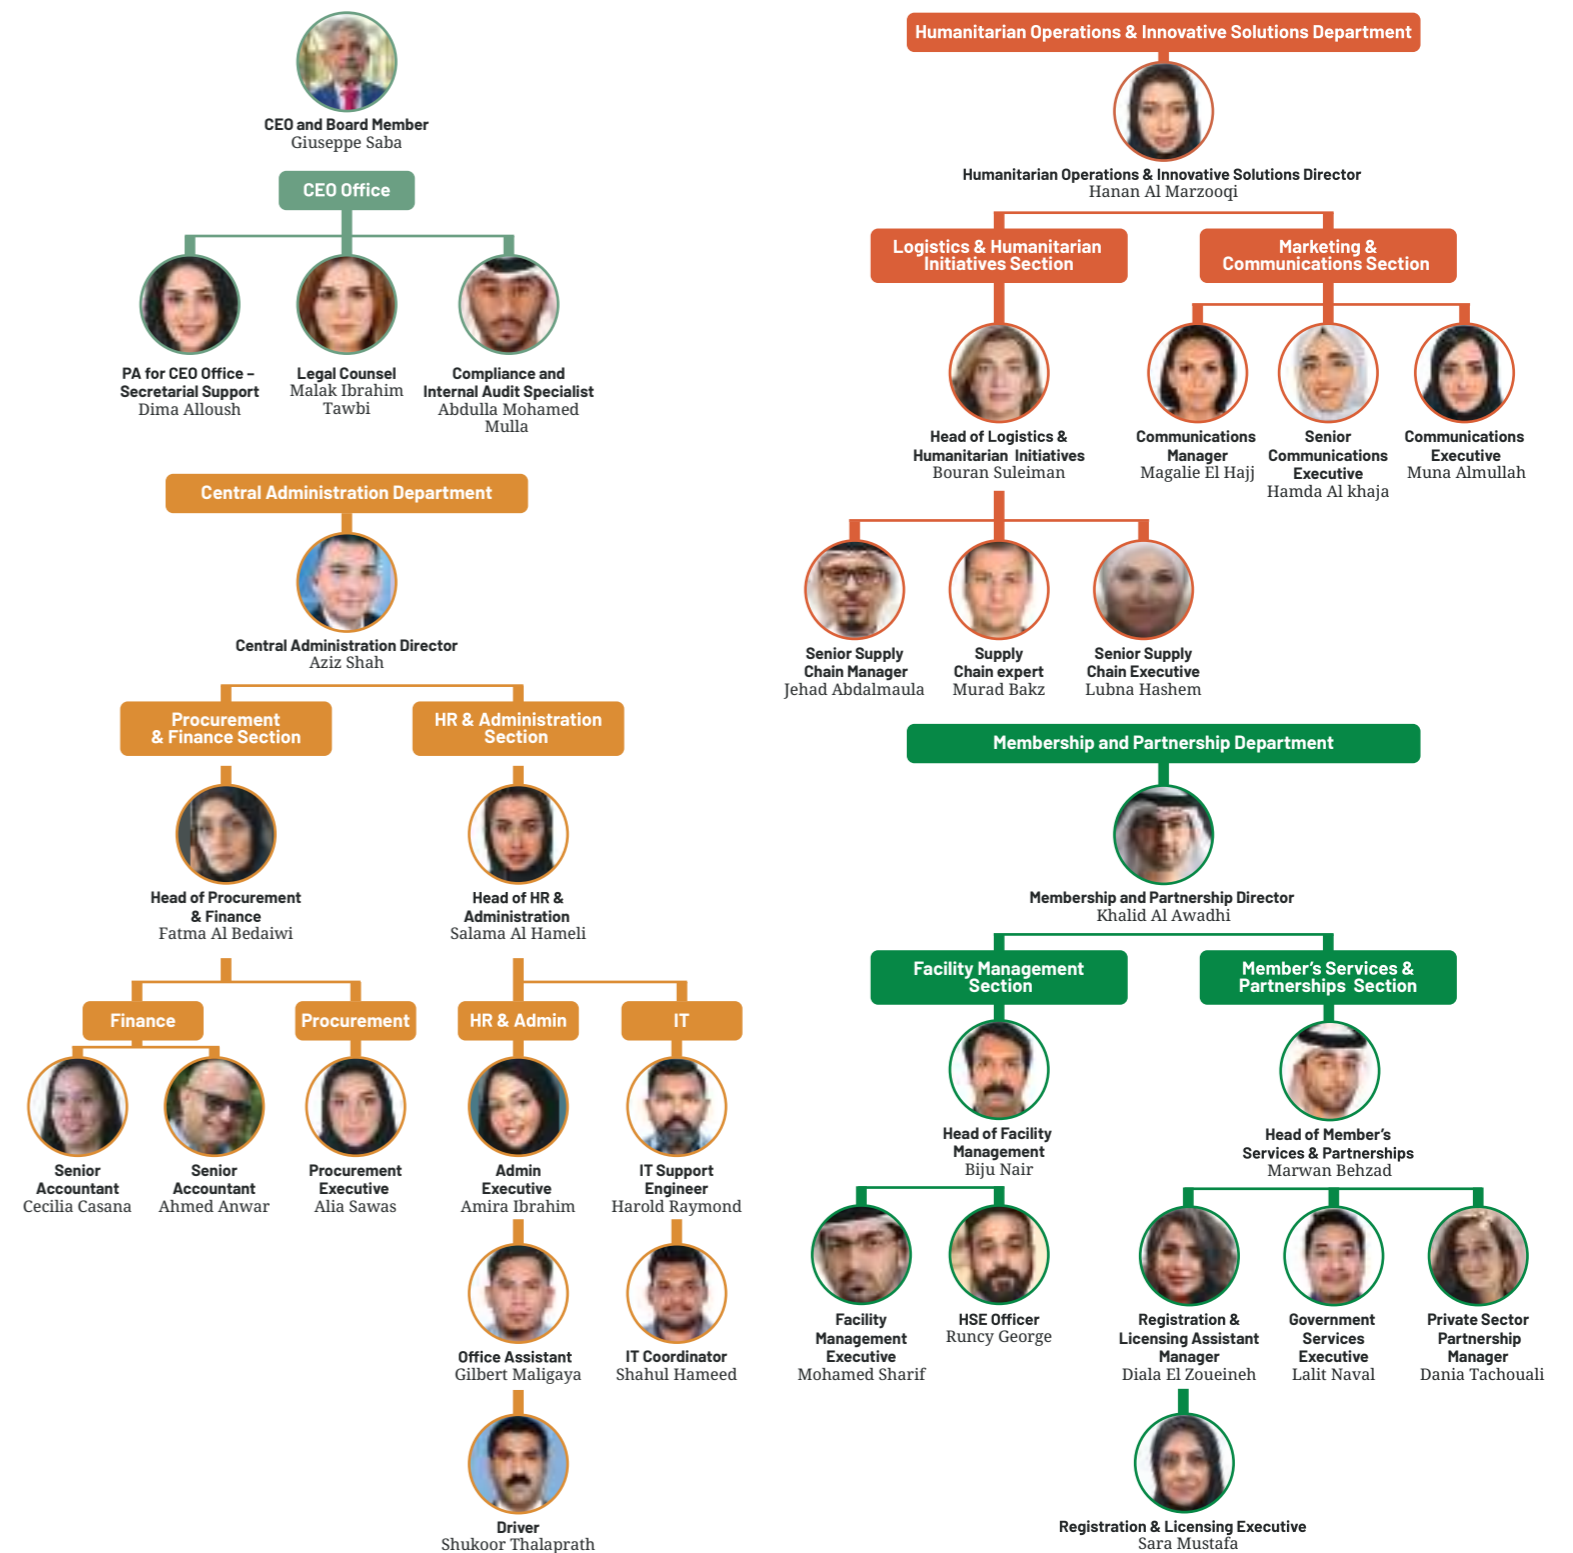 CEO and Board Member
Giuseppe Saba
CEO Office
PA for CEO Office –
Secretarial Support
Dima Alloush
Legal Counsel
Malak Ibrahim
Tawbi
Compliance and
Internal Audit Specialist
Abdulla Mohamed
Mulla
Central Administration Department
Central Administration Director
Aziz Shah
Procurement
& Finance Section
HR & Administration
Section
Head of Procurement
& Finance
Fatma Al Bedaiwi
Head of HR &
Administration
Salama Al Hameli
Finance
Procurement
HR & Admin
IT
Senior
Accountant
Cecilia Casana
Senior
Accountant
Ahmed Anwar
Procurement
Executive
Alia Sawas
Admin
Executive
Amira Ibrahim
IT Support
Engineer
Harold Raymond
Office Assistant
Gilbert Maligaya
IT Coordinator
Shahul Hameed
Driver
Shukoor Thalaprath
Humanitarian Operations & Innovative Solutions Department
Humanitarian Operations & Innovative Solutions Director
Hanan Al Marzooqi
Logistics & Humanitarian
Initiatives Section
Marketing &
Communications Section
Head of Logistics &
Humanitarian Initiatives
Bouran Suleiman
Communications
Manager
Magalie El Hajj
Senior
Communications
Executive
Hamda Al khaja
Communications
Executive
Muna Almullah
Senior Supply
Chain Manager
Jehad Abdalmaula
Supply
Chain expert
Murad Bakz
Senior Supply
Chain Executive
Lubna Hashem
Membership and Partnership Department
Membership and Partnership Director
Khalid Al Awadhi
Facility Management
Section
Member’s Services &
Partnerships Section
Head of Facility
Management
Biju Nair
Head of Member’s
Services & Partnerships
Marwan Behzad
Facility
Management
Executive
Mohamed Sharif
HSE Officer
Runcy George
Registration &
Licensing Assistant
Manager
Diala El Zoueineh
Government
Services
Executive
Lalit Naval
Private Sector
Partnership
Manager
Dania Tachouali
Registration & Licensing Executive
Sara Mustafa